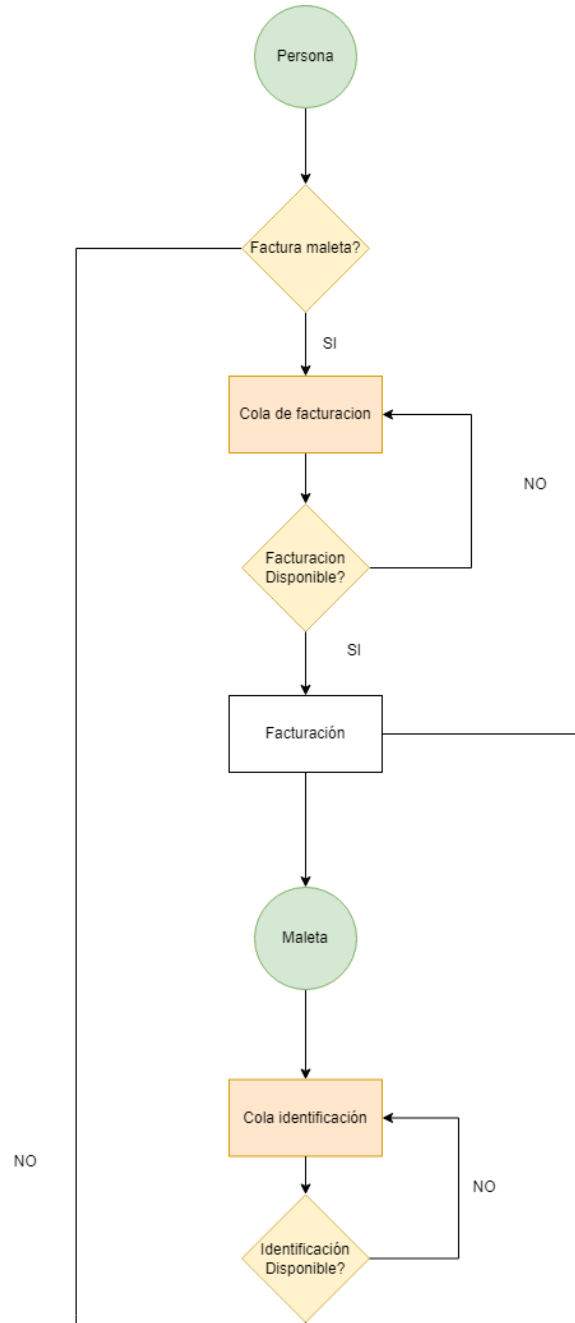 Persona
Factura maleta?
SI
Cola de facturacion
NO
Facturacion
Disponible?
SI
Facturación
Maleta
Cola identificación
NO
NO
Identificación
Disponible?